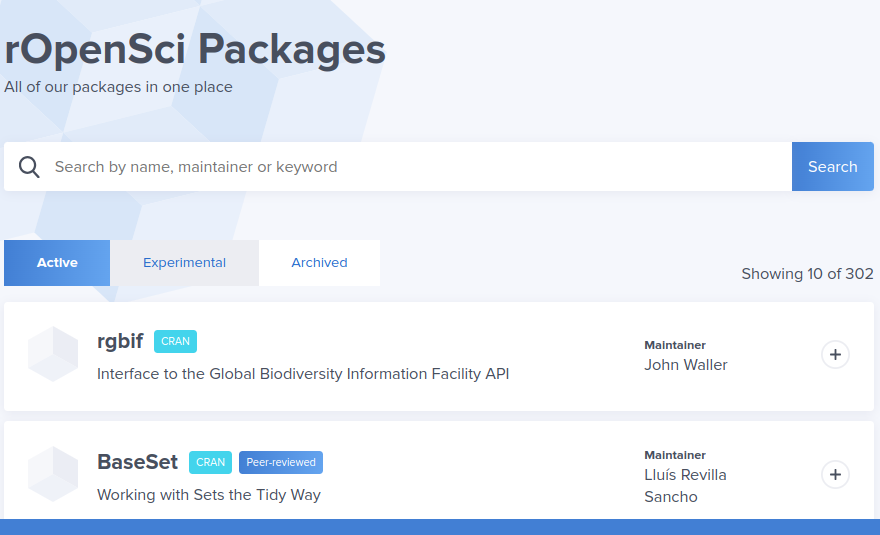 rOpenSci Packages
All of our packages in one place
Search by name, maintainer or keyword
Search
Active
Experimental
Archived
Showing 10 of 302
rgbif CRAN
Interface to the Global Biodiversity Information Facility API
Maintainer
John Waller
BaseSet CRAN Peer-reviewed
Working with Sets the Tidy Way
Maintainer
Lluís Revilla
Sancho